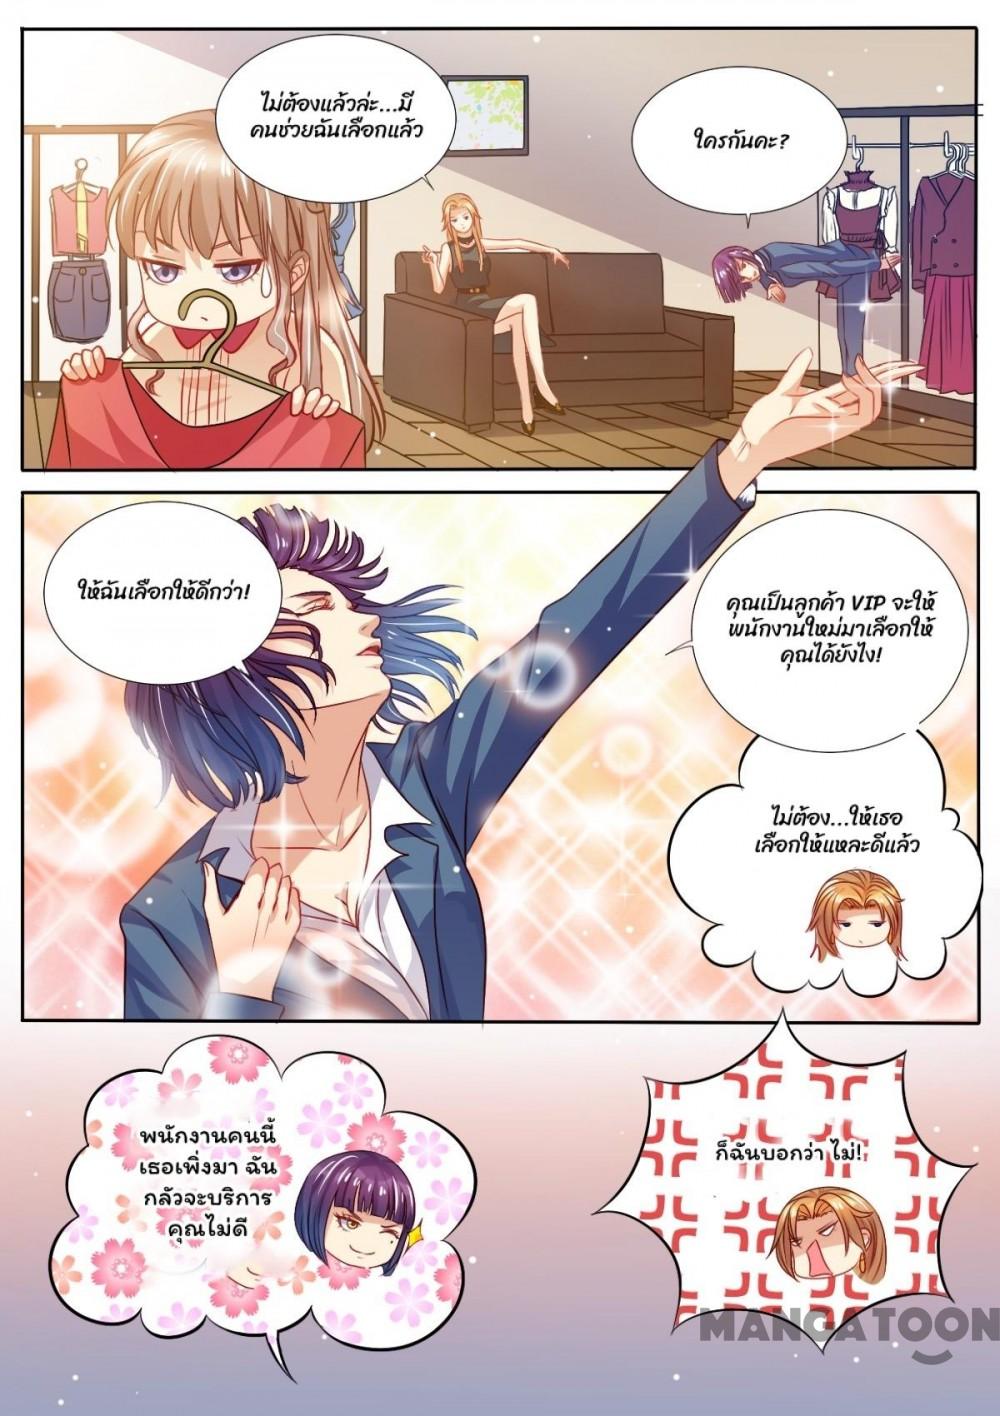 ไม่ต้องแล้วล่ะ...มี
คนช่วยฉันเลือกแล้ว
ใครกันคะ?
ให้ฉันเลือกให้ดีกว่า!
คุณเป็นลูกค้า VIP จะให้
พนักงานใหม่มาเลือกให้
คุณได้ยังไง!
ไม่ต้อง...ให้เธอ
เลือกให้แหละดีแล้ว
พนักงานคนนี้
เธอเพิ่งมา ฉัน
กลัวจะบริการ
คุณไม่ดี
ก็ฉันบอกว่า ไม่!
MANGATOON